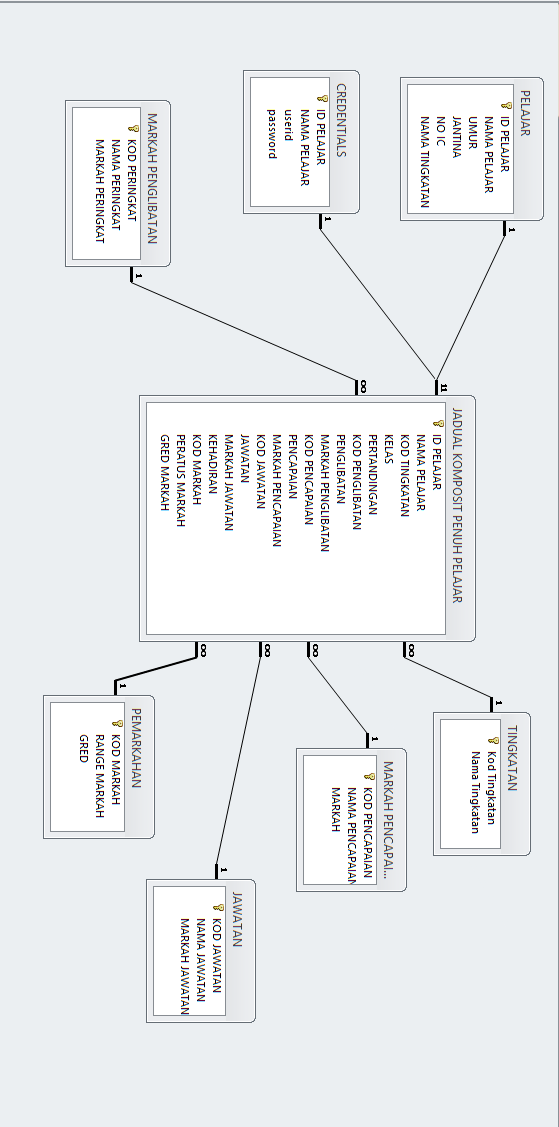 PELAJAR
ID PELAJAR
NAMA PELAJAR
UMUR
JANTINA
NO IC
NAMA TINGKATAN
1
CREDENTIALS
ID PELAJAR
NAMA PELAJAR
userid
password
1
MARKAH PENGLIBATAN
KOD PERINGKAT
NAMA PERINGKAT
MARKAH PERINGKAT
1
11
∞
JADUAL KOMPOSIT PENUH PELAJAR
ID PELAJAR
NAMA PELAJAR
KOD TINGKATAN
KELAS
PERTANDINGAN
KOD PENGLIBATAN
PENGLIBATAN
MARKAH PENGLIBATAN
KOD PENCAPAIAN
PENCAPAIAN
MARKAH PENCAPAIAN
KOD JAWATAN
JAWATAN
MARKAH JAWATAN
KEHADIRAN
KOD MARKAH
PERATUS MARKAH
GRED MARKAH
∞
∞
∞
∞
1
TINGKATAN
Kod Tingkatan
Nama Tingkatan
1
MARKAH PENCAPAI...
KOD PENCAPAIAN
NAMA PENCAPAIAN
MARKAH
1
JAWATAN
KOD JAWATAN
NAMA JAWATAN
MARKAH JAWATAN
1
PEMARKAHAN
KOD MARKAH
RANGE MARKAH
GRED